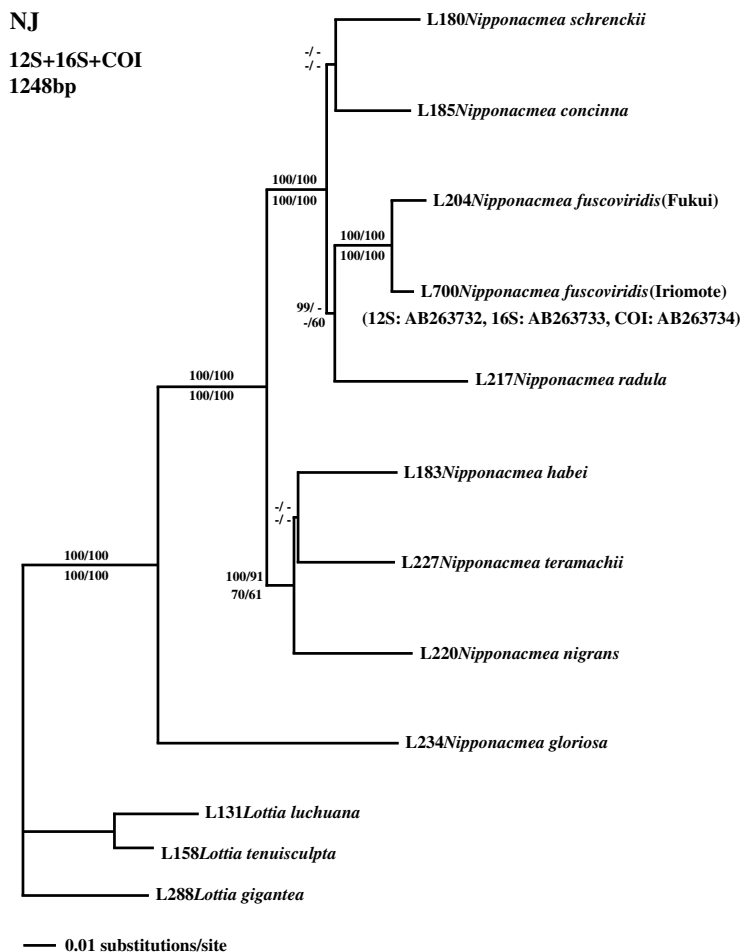 NJ
12S+16S+COI
1248bp
L180Nipponacmea schrenckii
-/ -
-/ -
L185Nipponacmea concinna
100/100
100/100
L204Nipponacmea fuscoviridis(Fukui)
100/100
100/100
L700Nipponacmea fuscoviridis(Iriomote)
99/ -
-/60
(12S: AB263732, 16S: AB263733, COI: AB263734)
L217Nipponacmea radula
100/100
100/100
L183Nipponacmea habei
-/ -
-/ -
L227Nipponacmea teramachii
100/100
100/100
100/91
70/61
L220Nipponacmea nigrans
L234Nipponacmea gloriosa
L131Lottia luchuana
L158Lottia tenuisculpta
L288Lottia gigantea
0.01 substitutions/site